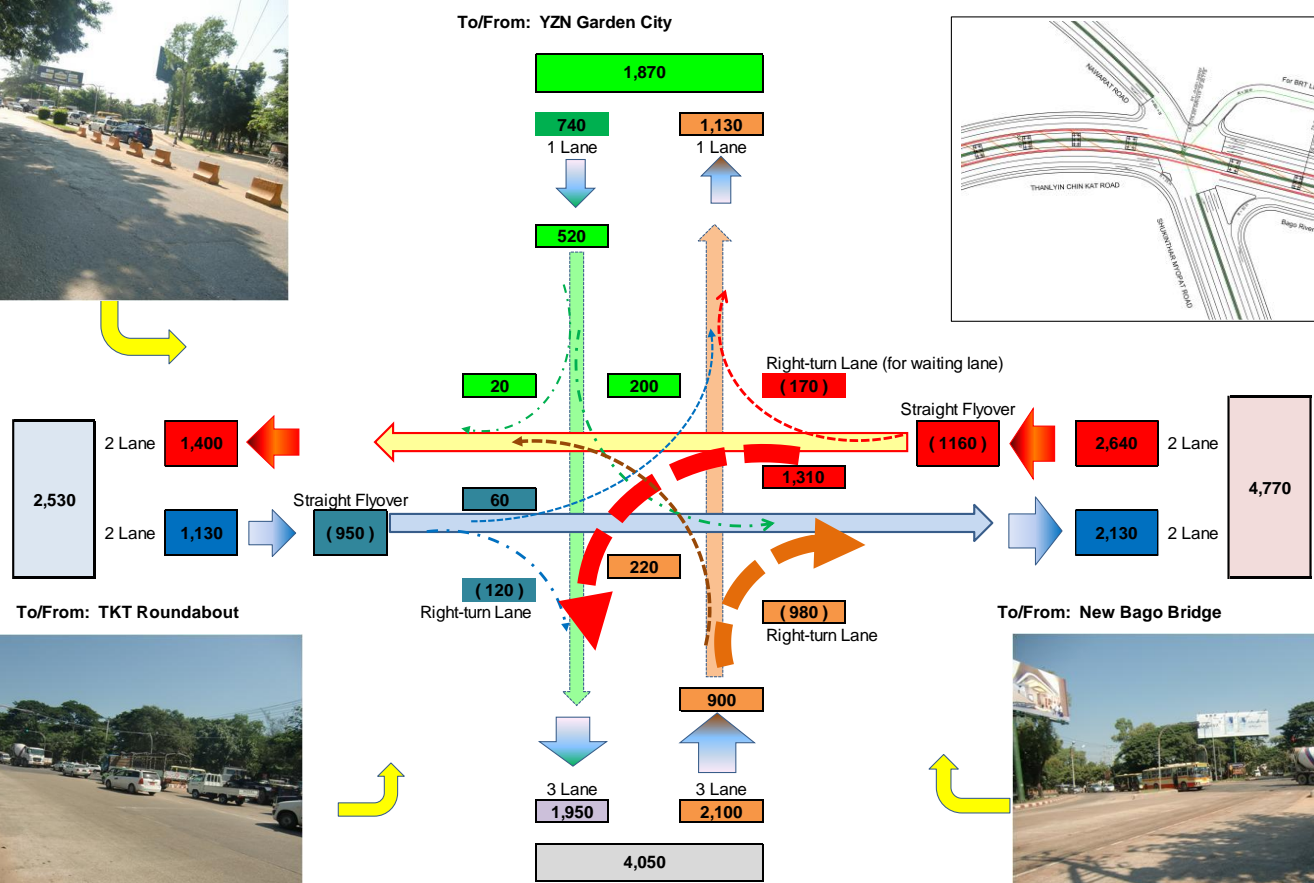 To/From: YZN Garden City
1,870
740
1,130
1 Lane
1 Lane
520
NAWARAT ROAD
For BRT L
THANLYIN CHIN KAT ROAD
SHUKINTHAR MYOPAT ROAD
Bago River
20
200
Right-turn Lane (for waiting lane)
( 170 )
Straight Flyover
2,530
2 Lane
1,400
( 1160 )
2,640
2 Lane
4,770
1,310
Straight Flyover
60
2 Lane
1,130
( 950 )
2,130
2 Lane
220
( 120 )
Right-turn Lane
( 980 )
Right-turn Lane
To/From: TKT Roundabout
To/From: New Bago Bridge
900
3 Lane
3 Lane
1,950
2,100
4,050